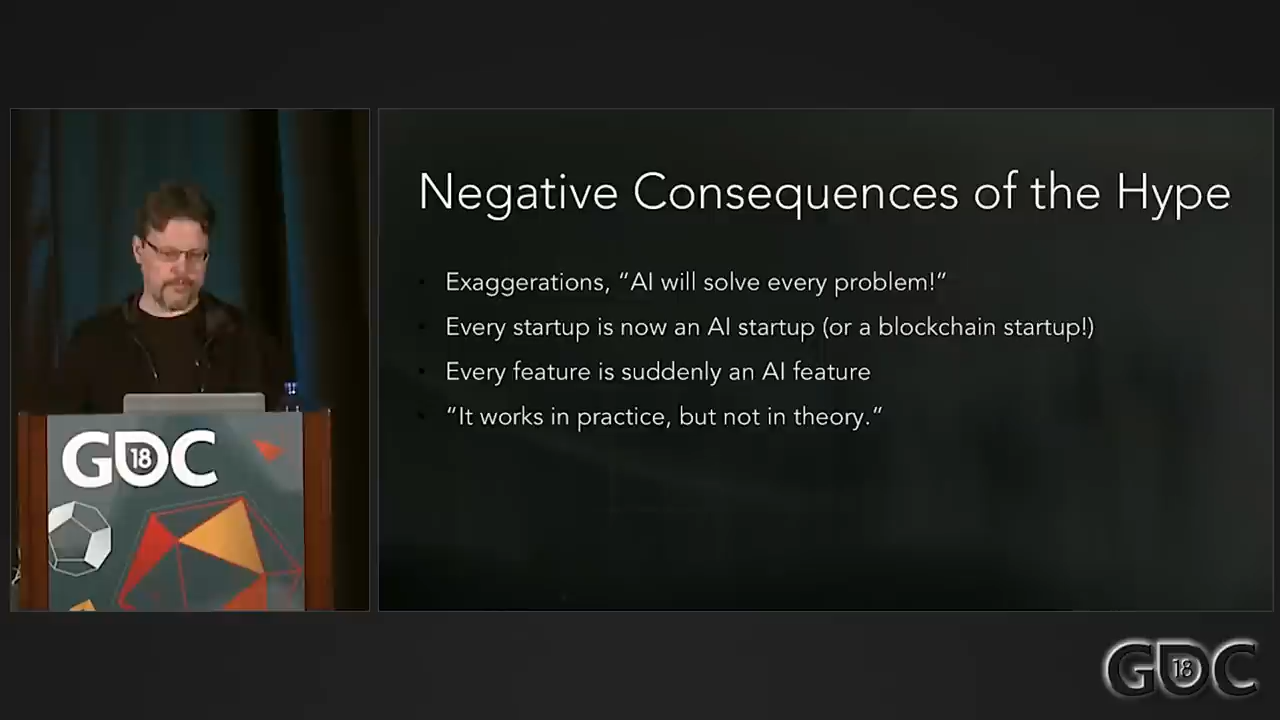 Negative Consequences of the Hype
Exaggerations, “AI will solve every problem!“
Every startup is now an AI startup (or a blockchain startup!)
Every feature is suddenly an AI feature
“It works in practice, but not in theory.”
GDC
18
GDC
18